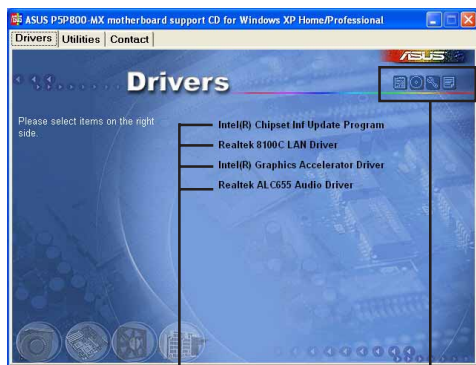 ASUS P5P800-MX motherboard support CD for Windows XP Home/Professional
Drivers Utilities Contact
ASUS
Drivers
Please select items on the right
side.
Intel(R) Chipset Inf Update Program
Realtek 8100C LAN Driver
Intel(R) Graphics Accelerator Driver
Realtek ALC655 Audio Driver